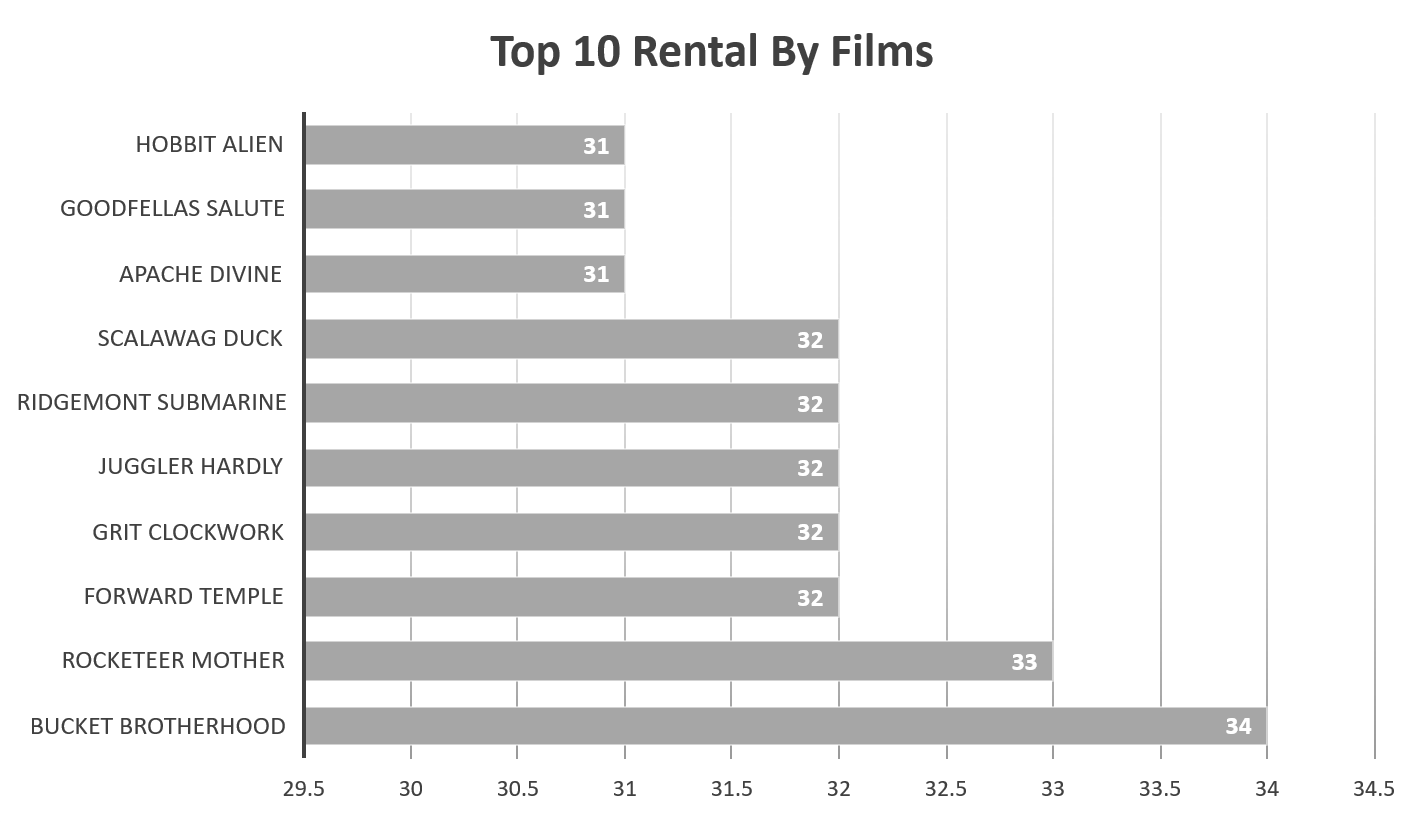 Top 10 Rental By Films
HOBBIT ALIEN 31
GOODFELLAS SALUTE 31
APACHE DIVINE 31
SCALAWAG DUCK 32
RIDGEMONT SUBMARINE 32
JUGGLER HARDLY 32
GRIT CLOCKWORK 32
FORWARD TEMPLE 32
ROCKETEER MOTHER 33
BUCKET BROTHERHOOD 34
29.5 30 30.5 31 31.5 32 32.5 33 33.5 34 34.5